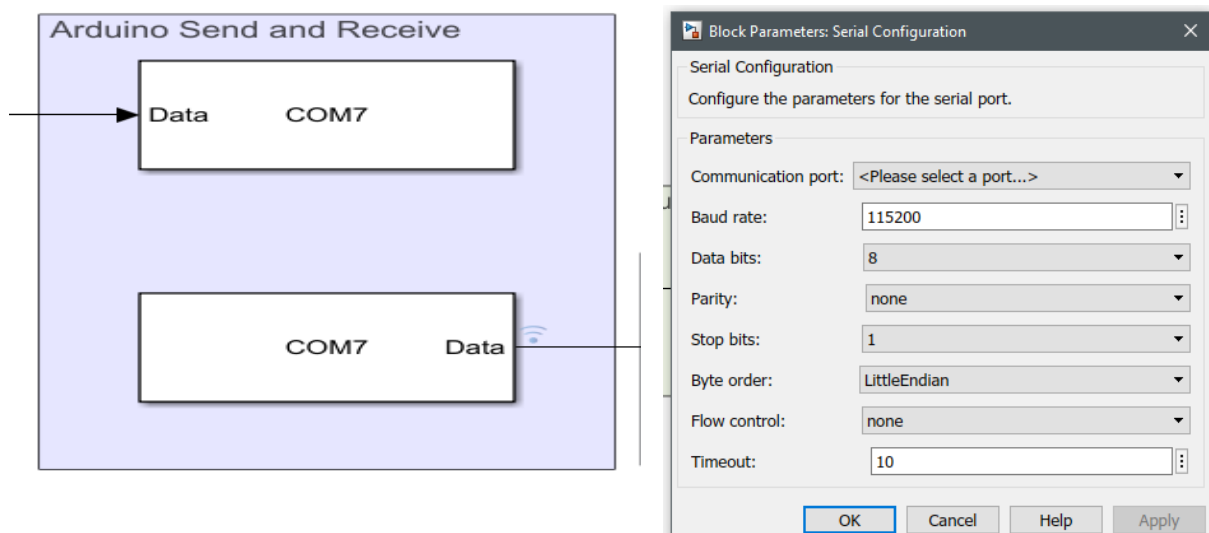 Arduino Send and Receive
Data COM7
COM7 Data
Block Parameters: Serial Configuration
Serial Configuration
Configure the parameters for the serial port.
Parameters
Communication port: <Please select a port...>
Baud rate: 115200
Data bits: 8
Parity: none
Stop bits: 1
Byte order: LittleEndian
Flow control: none
Timeout: 10
OK Cancel Help Apply